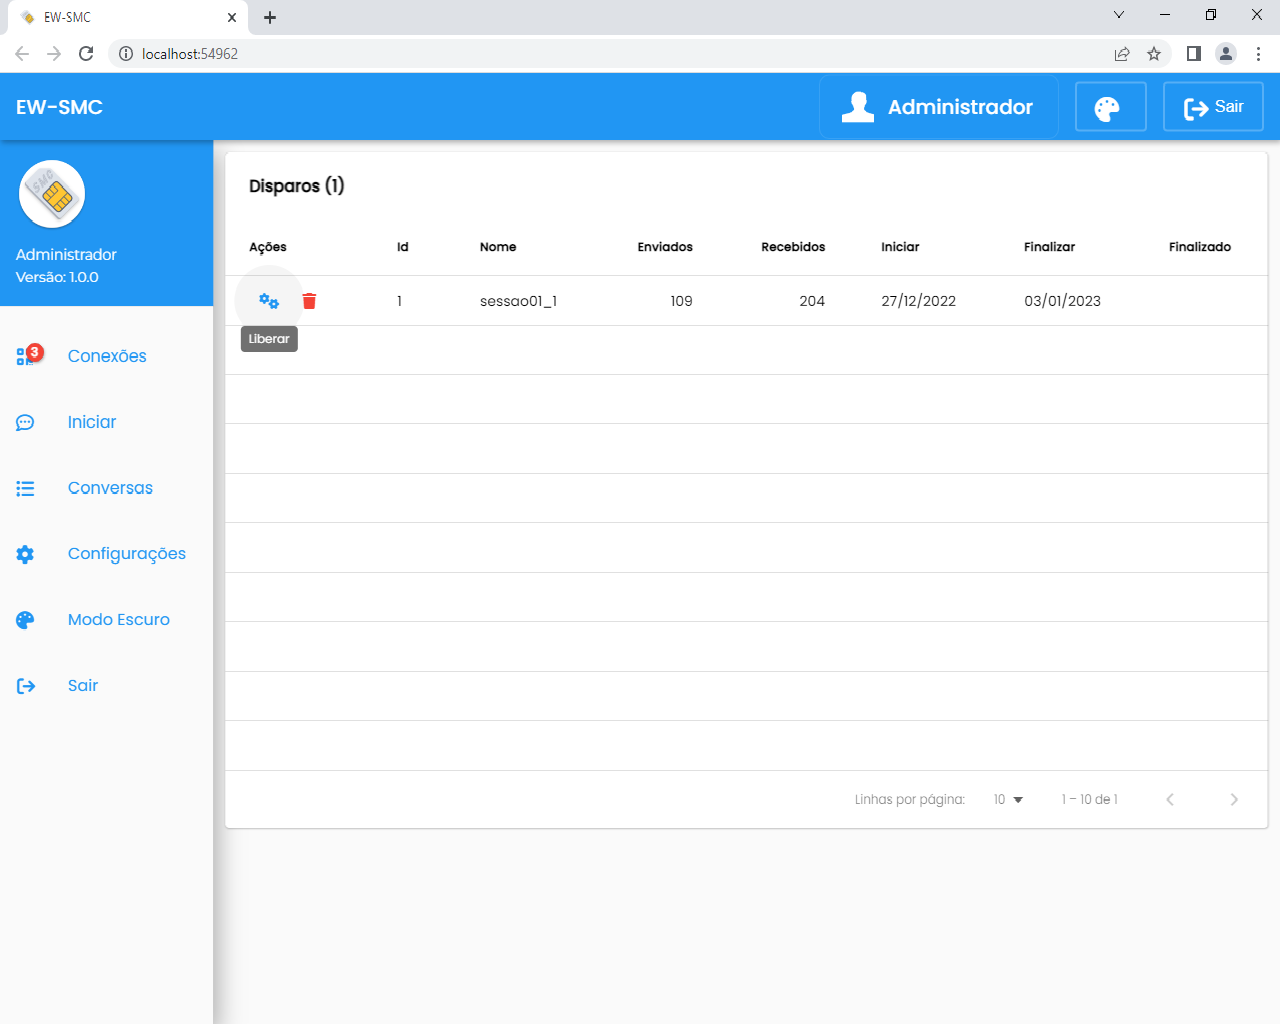 EW-SMC
localhost:54962
EW-SMC
Administrador
Sair
SMC
Administrador
Versão: 1.0.0
3
Conexões
Iniciar
Conversas
Configurações
Modo Escuro
Sair
Disparos (1)
Ações Id Nome Enviados Recebidos Iniciar Finalizar Finalizado
1 sessao01_1 109 204 27/12/2022 03/01/2023
Liberar
Linhas por página: 10 1 – 10 de 1